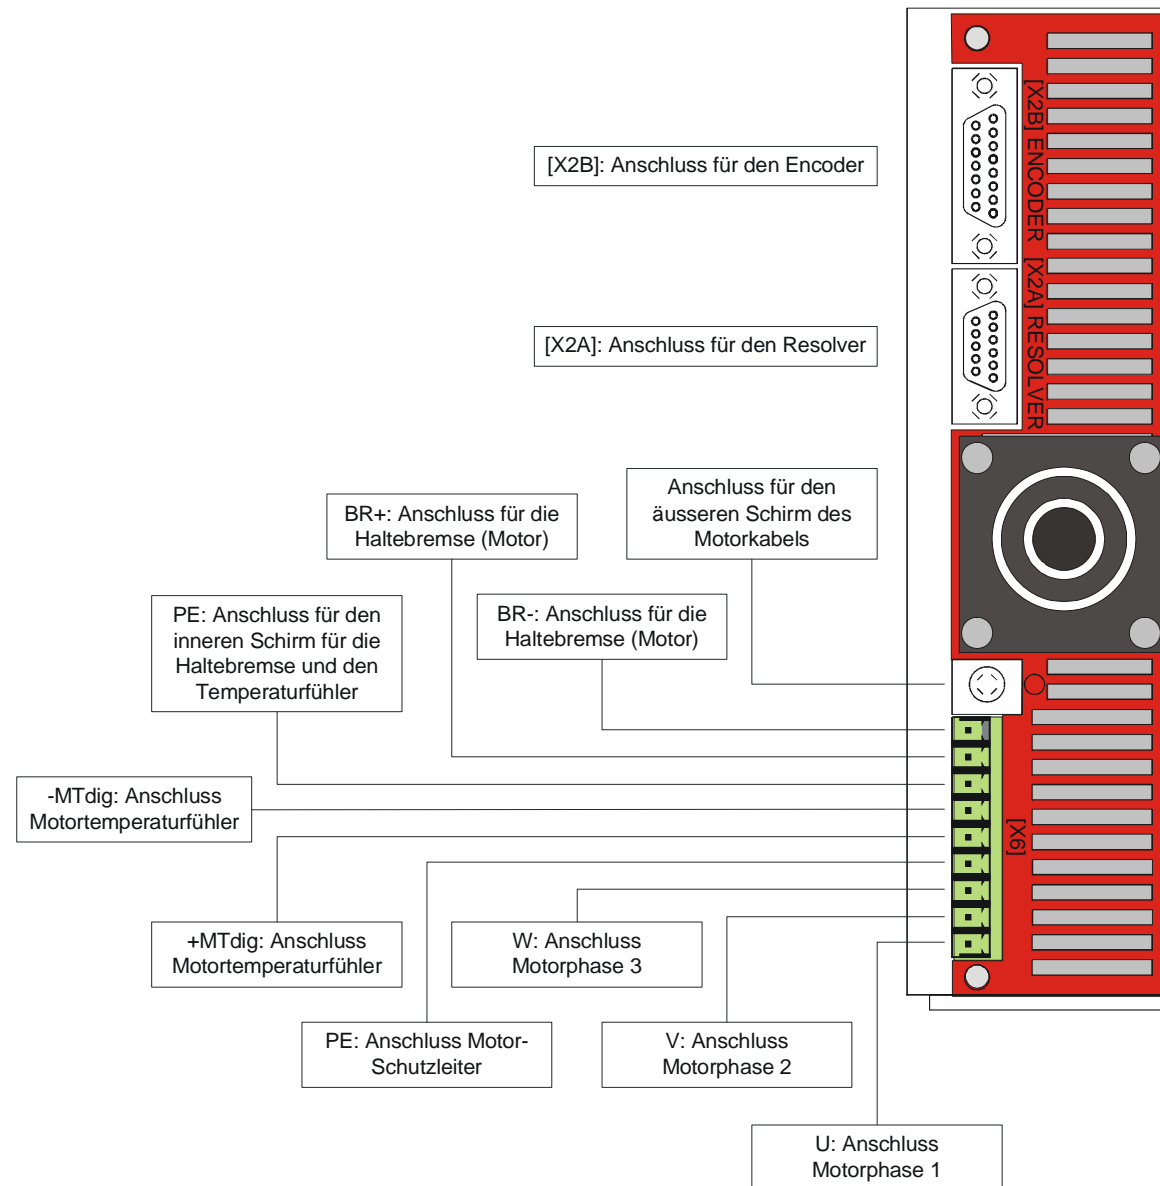 [X2B]: Anschluss für den Encoder
[X2B] ENCODER
[X2A]: Anschluss für den Resolver
[X2A] RESOLVER
Anschluss für den
äusseren Schirm des
Motorkabels
BR+: Anschluss für die
Haltebremse (Motor)
BR-: Anschluss für die
Haltebremse (Motor)
PE: Anschluss für den
inneren Schirm für die
Haltebremse und den
Temperaturfühler
-MTdig: Anschluss
Motortemperaturfühler
[X6]
+MTdig: Anschluss
Motortemperaturfühler
W: Anschluss
Motorphase 3
PE: Anschluss Motor-
Schutzleiter
V: Anschluss
Motorphase 2
U: Anschluss
Motorphase 1